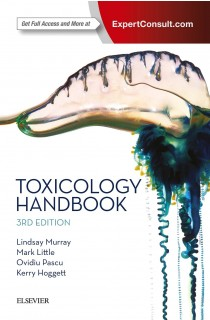 Get Full Access and More at
ExpertConsult.com
TOXICOLOGY
HANDBOOK
3RD EDITION
Lindsay Murray
Mark Little
Ovidiu Pascu
Kerry Hoggett
ELSEVIER